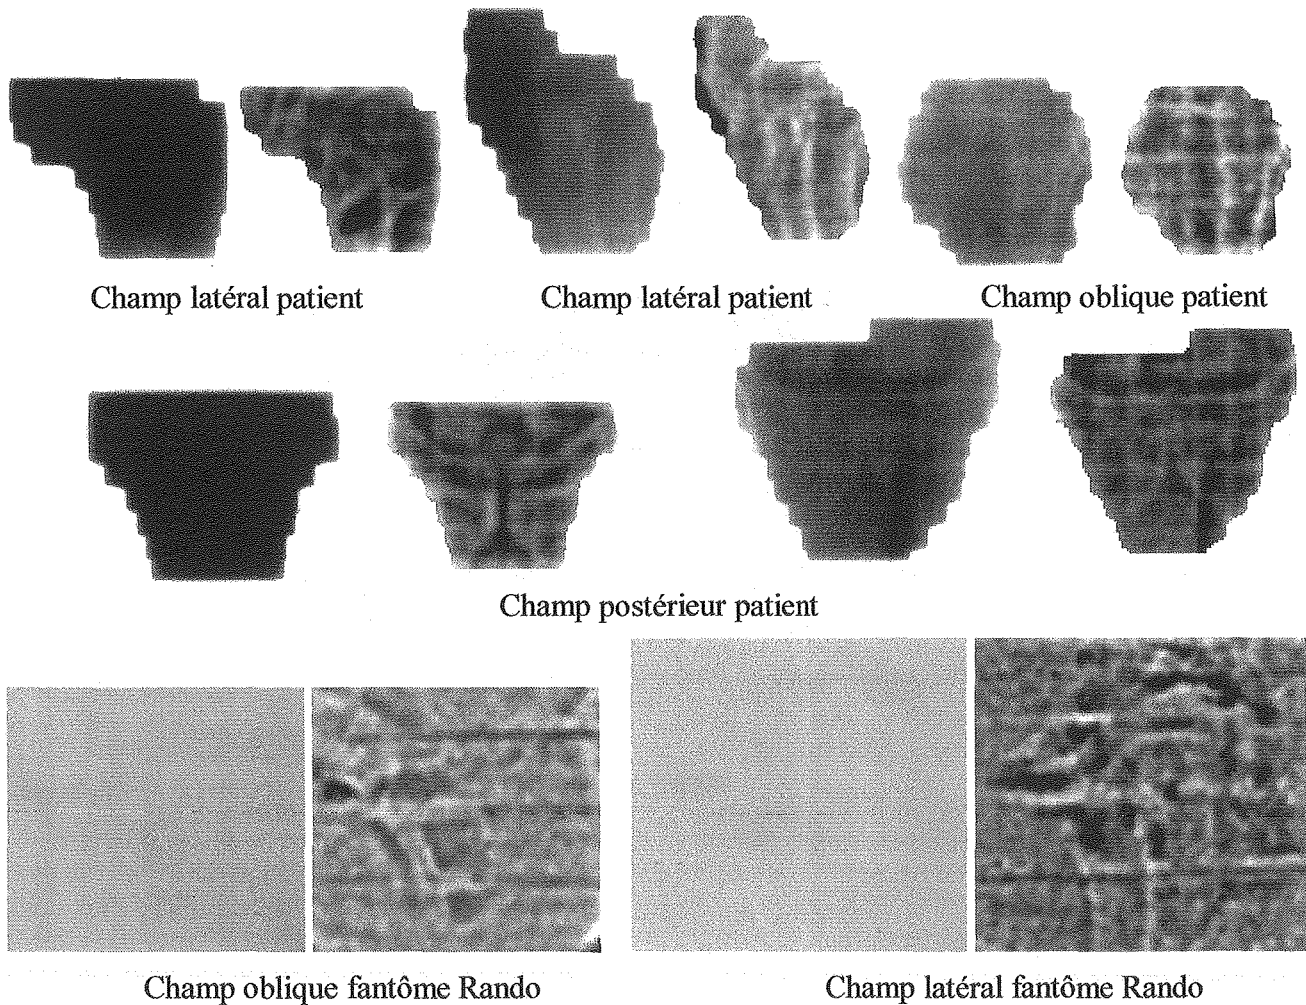 Champ latéral patient
Champ latéral patient
Champ oblique patient
Champ postérieur patient
Champ oblique fantôme Rando
Champ latéral fantôme Rando